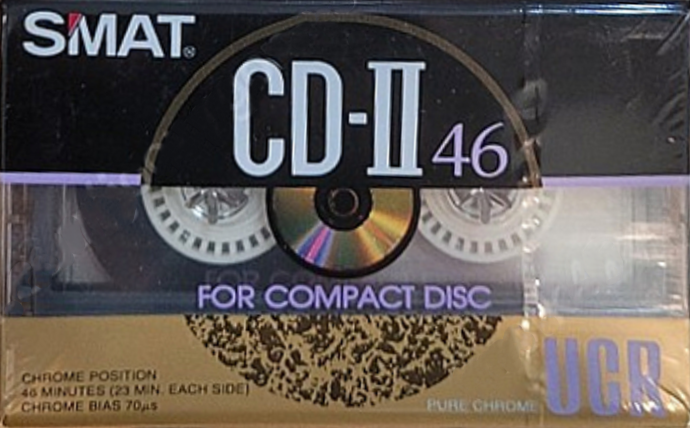 SMAT
CD-II 46
FOR COMPACT DISC
CHROME POSITION
46 MINUTES (23 MIN. EACH SIDE)
CHROME BIAS 70µs
PURE CHROME
UCR